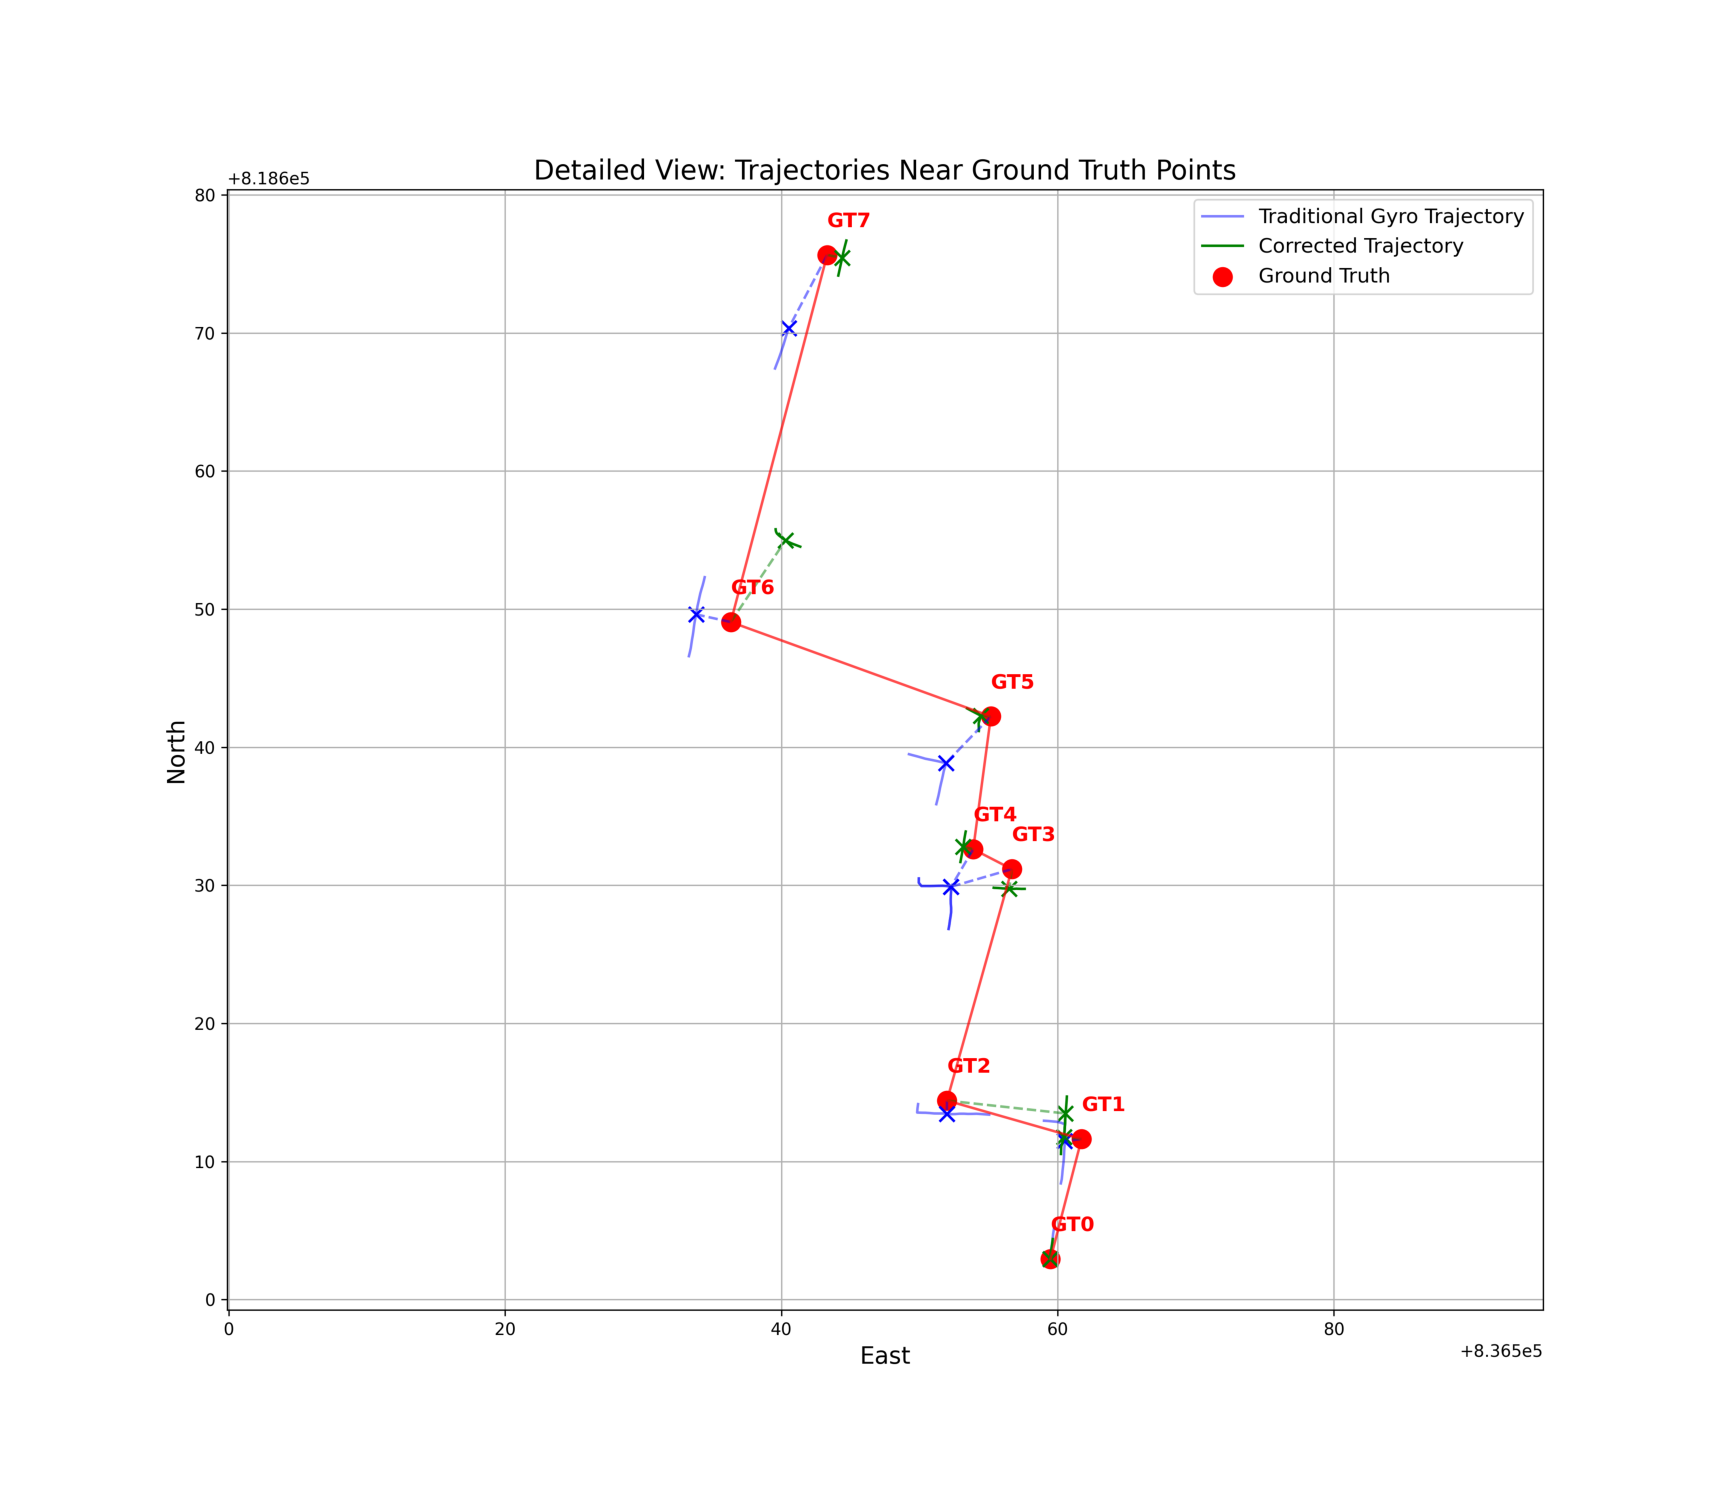 Detailed View: Trajectories Near Ground Truth Points
+8.186e5
Traditional Gyro Trajectory
Corrected Trajectory
Ground Truth
80
70
60
50
40
30
20
10
0
North
GT7
GT6
GT5
GT4
GT3
GT2
GT1
GT0
0
20
40
60
80
+8.365e5
East